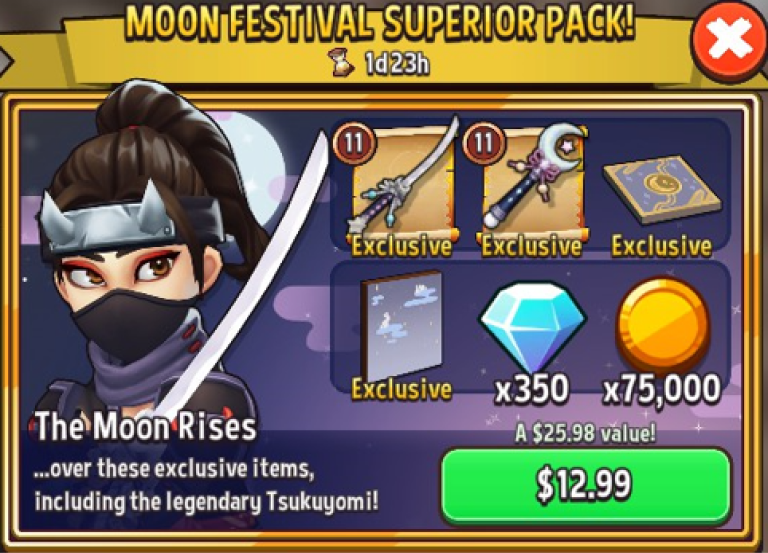 MOON FESTIVAL SUPERIOR PACK!
1d23h
11
11
Exclusive
Exclusive
Exclusive
Exclusive
x350
x75,000
The Moon Rises
...over these exclusive items,
including the legendary Tsukuyomi!
A $25.98 value!
$12.99